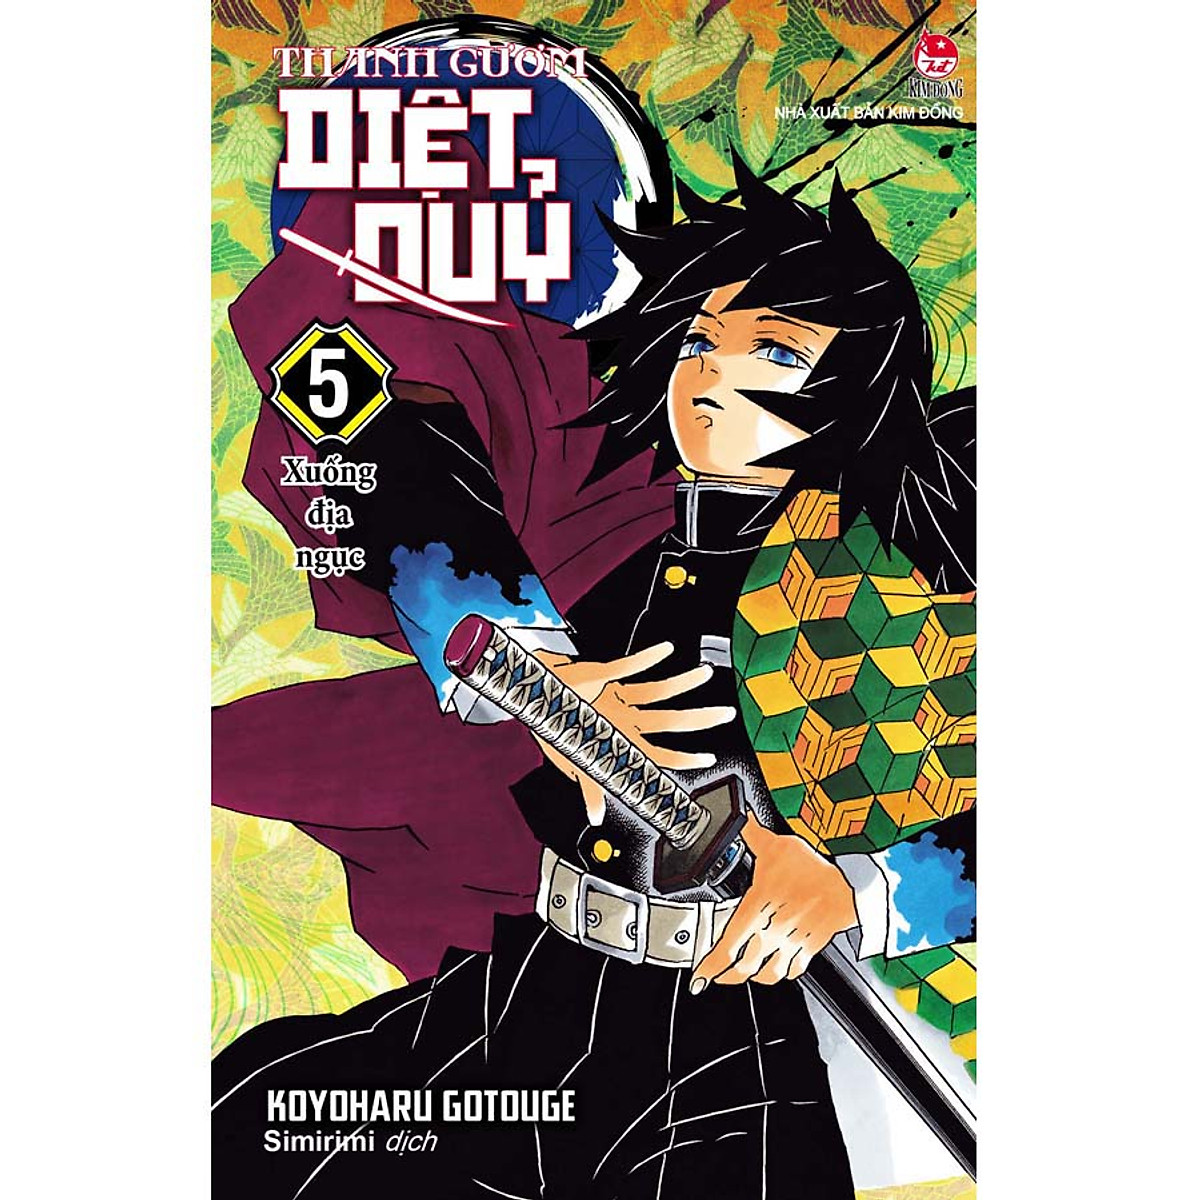 THANH GƯƠM
DIỆT
QUỶ
kđ
KIM ĐỒNG
NHÀ XUẤT BẢN KIM ĐỒNG
5
Xuống
địa
ngục
KOYOHARU GOTOUGE
Simirimi dịch